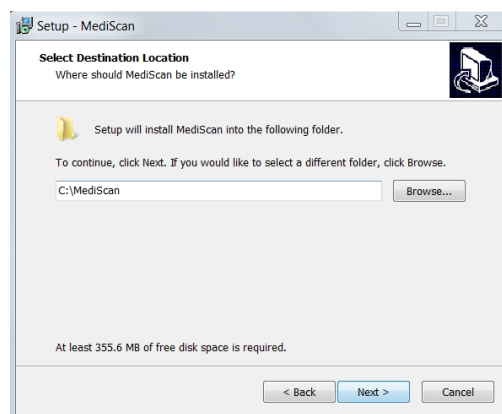 Setup - MediScan
Select Destination Location
Where should MediScan be installed?
Setup will install MediScan into the following folder.
To continue, click Next. If you would like to select a different folder, click Browse.
C:\MediScan
Browse...
At least 355.6 MB of free disk space is required.
< Back
Next >
Cancel